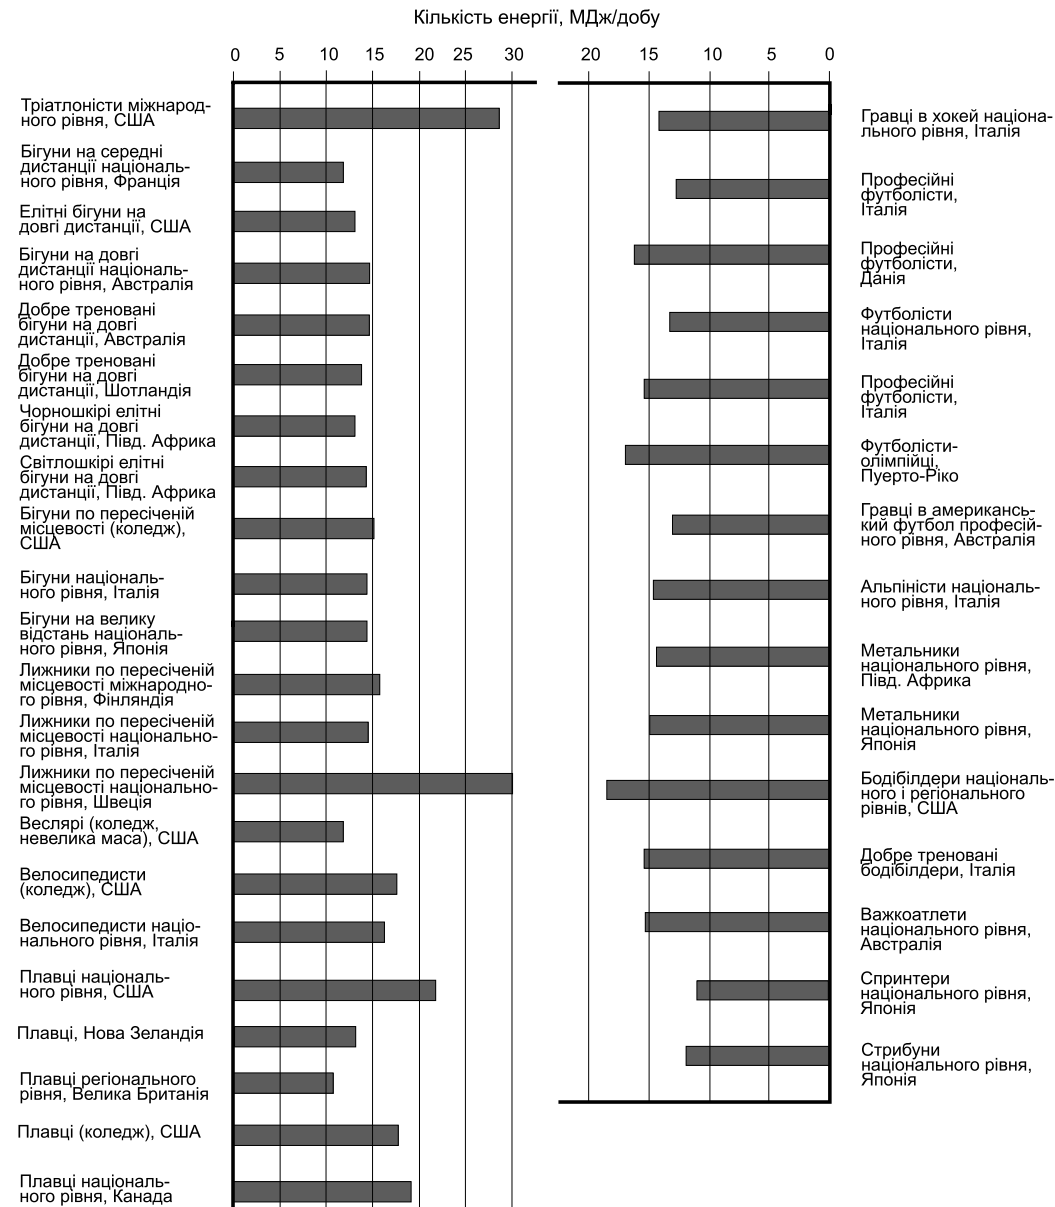 Кількість енергії, МДж/добу
0 5 10 15 20 25 30
20 15 10 5 0
Тріатлоністи міжнарод-
ного рівня, США
Бігуни на середні
дистанції національ-
ного рівня, Франція
Елітні бігуни на
довгі дистанції, США
Бігуни на довгі
дистанції національ-
ного рівня, Австралія
Добре треновані
бігуни на довгі
дистанції, Австралія
Добре треновані
бігуни на довгі
дистанції, Шотландія
Чорношкірі елітні
бігуни на довгі
дистанції, Півд. Африка
Світлошкірі елітні
бігуни на довгі
дистанції, Півд. Африка
Бігуни по пересіченій
місцевості (коледж),
США
Бігуни національ-
ного рівня, Італія
Бігуни на велику
відстань національ-
ного рівня, Японія
Лижники по пересіченій
місцевості міжнародно-
го рівня, Фінляндія
Лижники по пересіченій
місцевості національно-
го рівня, Італія
Лижники по пересіченій
місцевості національно-
го рівня, Швеція
Веслярі (коледж,
невелика маса), США
Велосипедисти
(коледж), США
Велосипедисти націо-
нального рівня, Італія
Плавці національ-
ного рівня, США
Плавці, Нова Зеландія
Плавці регіонального
рівня, Велика Британія
Плавці (коледж), США
Плавці національ-
ного рівня, Канада
Гравці в хокей націона-
льного рівня, Італія
Професійні
футболісти,
Італія
Професійні
футболісти,
Данія
Футболісти
національного рівня,
Італія
Професійні
футболісти,
Італія
Футболісти-
олімпійці,
Пуерто-Ріко
Гравці в американсь-
кий футбол професій-
ного рівня, Австралія
Альпіністи національ-
ного рівня, Італія
Метальники
національного рівня,
Півд. Африка
Метальники
національного рівня,
Японія
Бодібілдери національ-
ного і регіонального
рівнів, США
Добре треновані
бодібілдери, Італія
Важкоатлети
національного рівня,
Австралія
Спринтери
національного рівня,
Японія
Стрибуни
національного рівня,
Японія